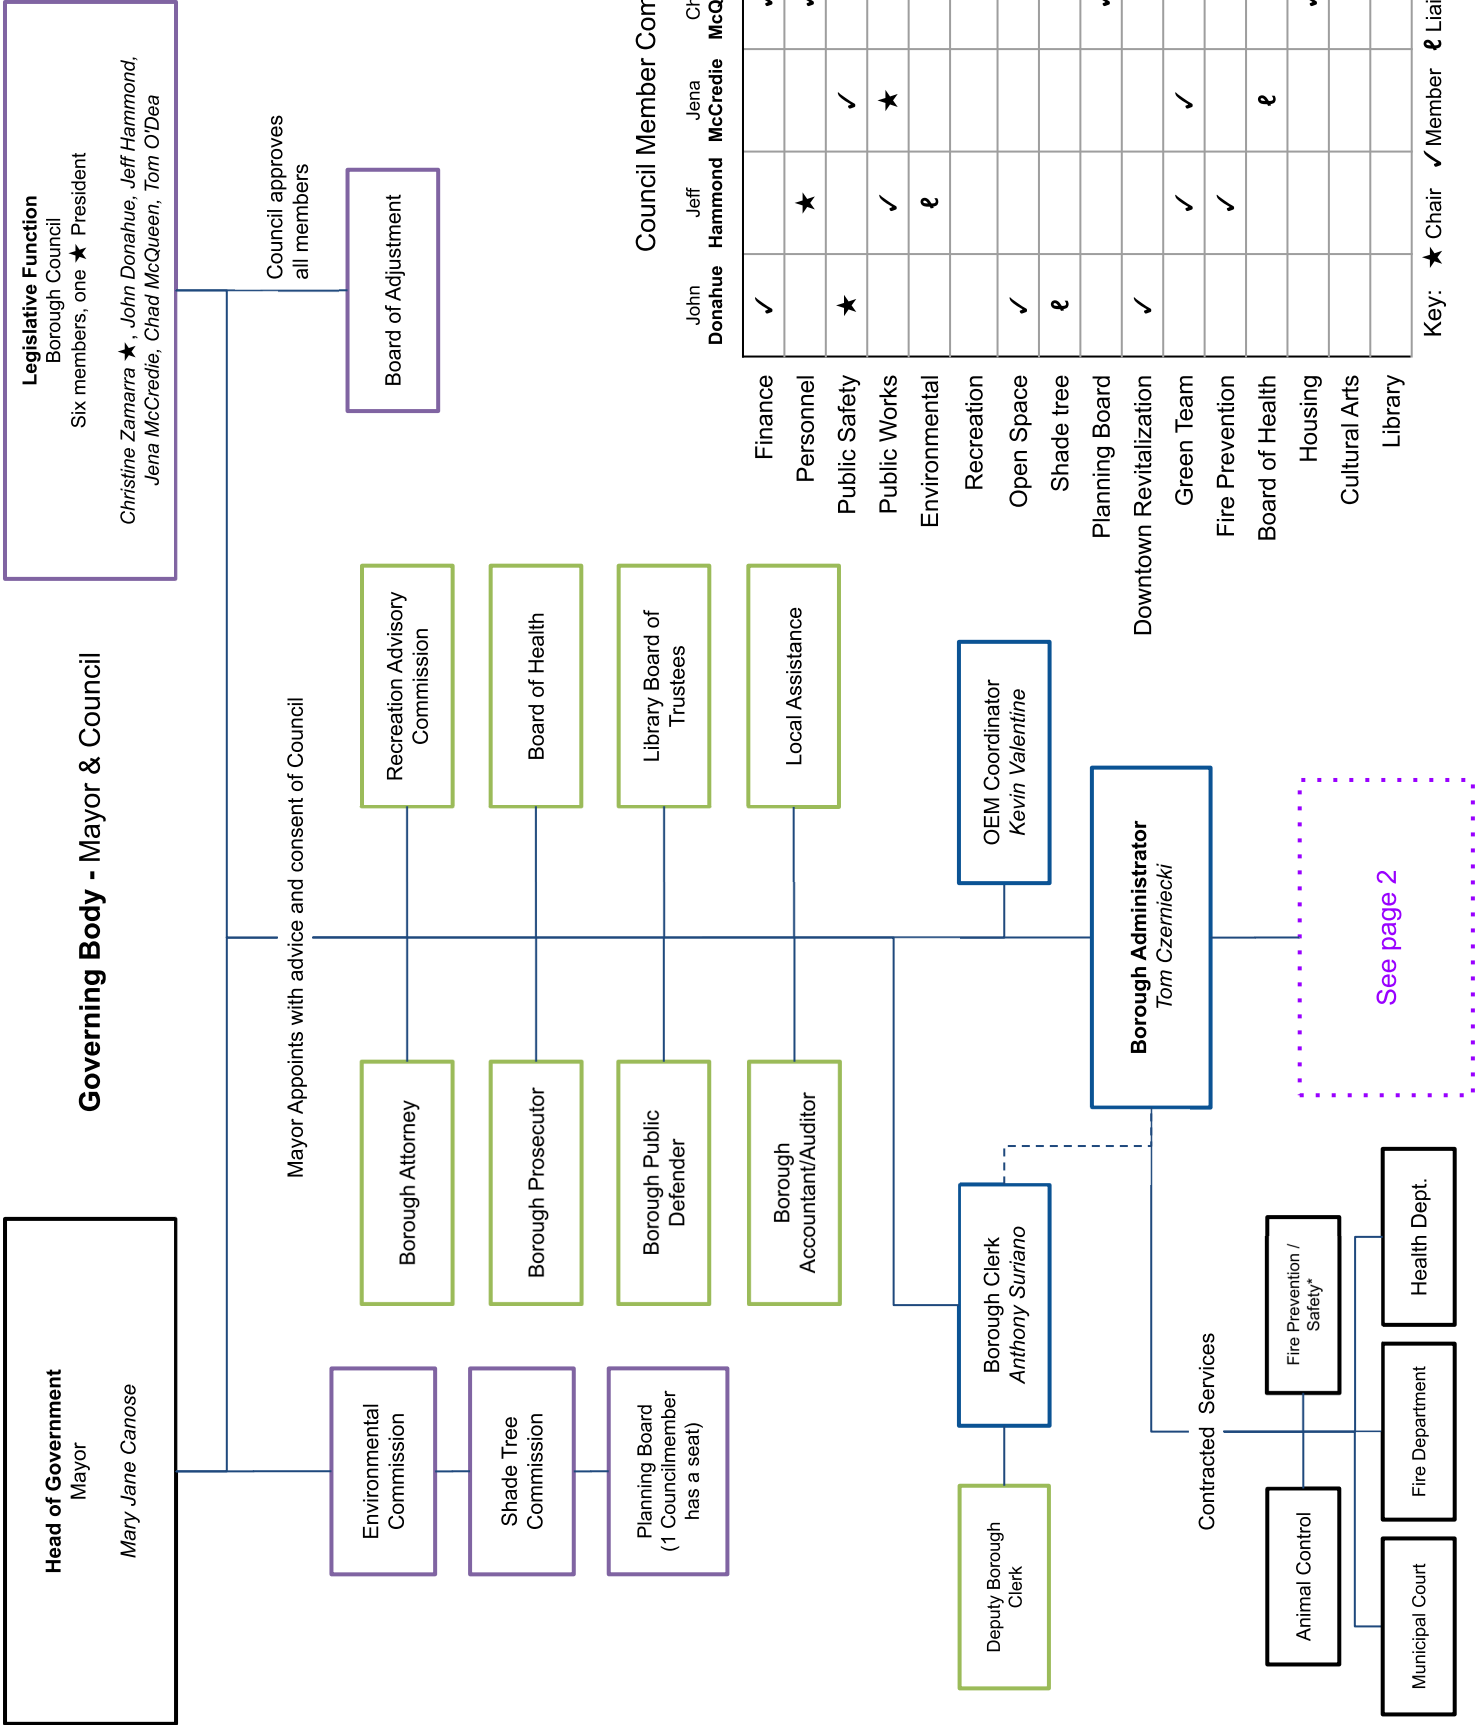 Governing Body - Mayor & Council
Head of Government
Mayor
Mary Jane Canose
Legislative Function
Borough Council
Six members, one ★ President
Christine Zamarra ★, John Donahue, Jeff Hammond,
Jena McCredie, Chad McQueen, Tom O'Dea
Council approves
all members
Board of Adjustment
Mayor Appoints with advice and consent of Council
Environmental
Commission
Shade Tree
Commission
Planning Board
(1 Councilmember
has a seat)
Borough Attorney
Recreation Advisory
Commission
Borough Prosecutor
Board of Health
Borough Public
Defender
Library Board of
Trustees
Borough
Accountant/Auditor
Local Assistance
Deputy Borough
Clerk
Borough Clerk
Anthony Suriano
OEM Coordinator
Kevin Valentine
Borough Administrator
Tom Czerniecki
See page 2
Contracted Services
Animal Control
Fire Prevention /
Safety*
Municipal Court
Fire Department
Health Dept.
Council Member Com
John
Donahue
Jeff
Hammond
Jena
McCredie
Ch
McQ
Finance ✓
Personnel ★
Public Safety ★ ✓
Public Works ✓ ★
Environmental ℓ
Recreation
Open Space ✓
Shade tree ℓ
Planning Board
Downtown Revitalization ✓
Green Team ✓ ✓
Fire Prevention ✓
Board of Health ℓ
Housing
Cultural Arts
Library
Key: ★ Chair ✓ Member ℓ Liai